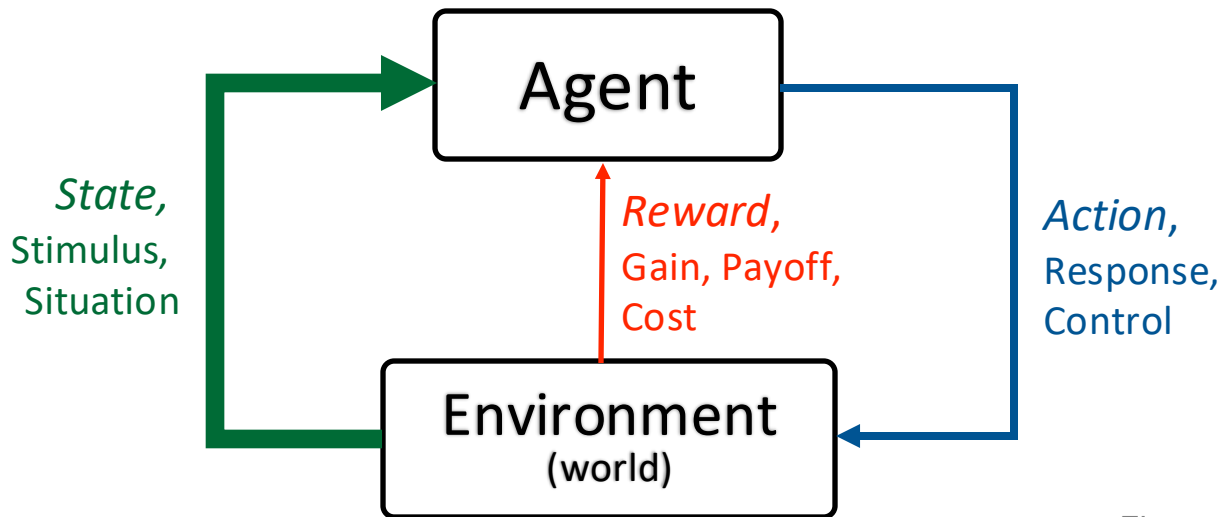 Agent
State,
Stimulus,
Situation
Reward,
Gain, Payoff,
Cost
Action,
Response,
Control
Environment
(world)